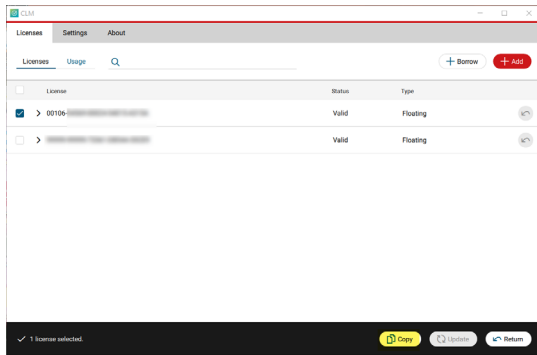 CLM
Licenses Settings About
Licenses Usage + Borrow + Add
License Status Type
00106- Valid Floating
Valid Floating
1 license selected. Copy Update Return